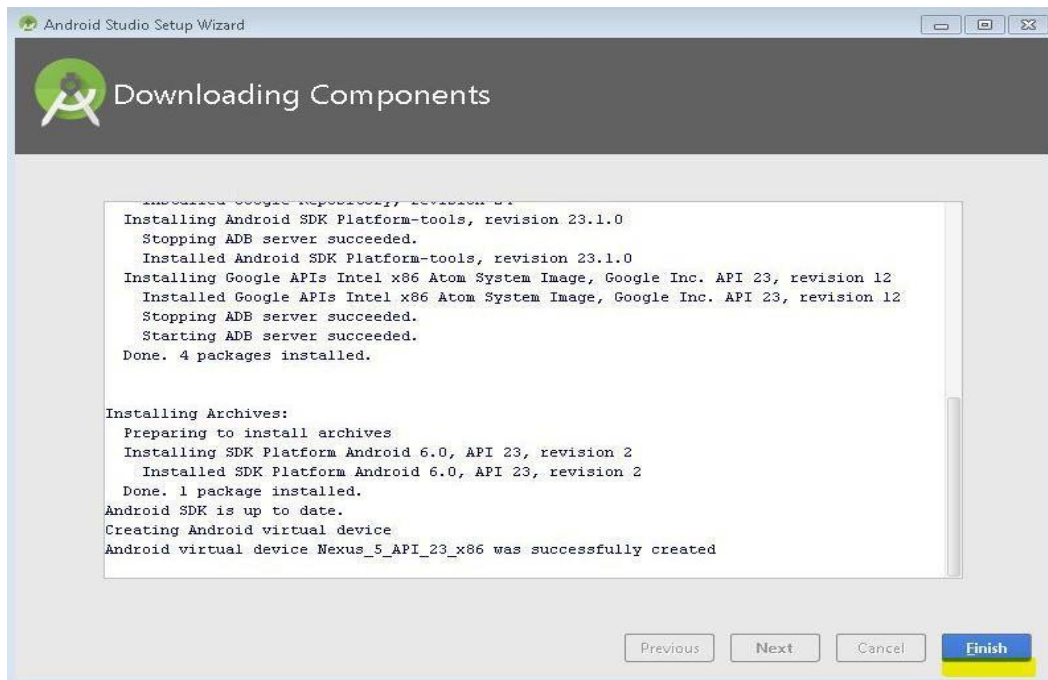 Android Studio Setup Wizard
Downloading Components
Installed Google Repository, revision 24
Installing Android SDK Platform-tools, revision 23.1.0
Stopping ADB server succeeded.
Installed Android SDK Platform-tools, revision 23.1.0
Installing Google APIs Intel x86 Atom System Image, Google Inc. API 23, revision 12
Installed Google APIs Intel x86 Atom System Image, Google Inc. API 23, revision 12
Stopping ADB server succeeded.
Starting ADB server succeeded.
Done. 4 packages installed.
Installing Archives:
Preparing to install archives
Installing SDK Platform Android 6.0, API 23, revision 2
Installed SDK Platform Android 6.0, API 23, revision 2
Done. 1 package installed.
Android SDK is up to date.
Creating Android virtual device
Android virtual device Nexus_5_API_23_x86 was successfully created
Previous Next Cancel Finish